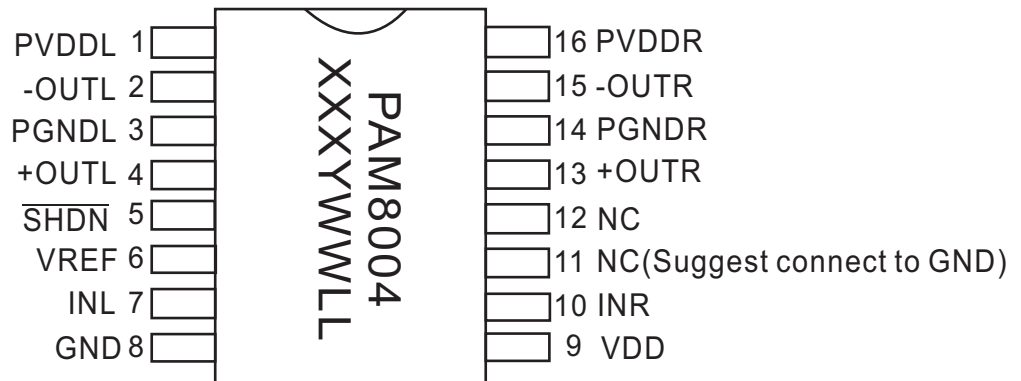 PVDDL 1
-OUTL 2
PGNDL 3
+OUTL 4
SHDN 5
VREF 6
INL 7
GND 8
PAM8004
XXXYWWLL
16 PVDDR
15 -OUTR
14 PGNDR
13 +OUTR
12 NC
11 NC(Suggest connect to GND)
10 INR
9 VDD